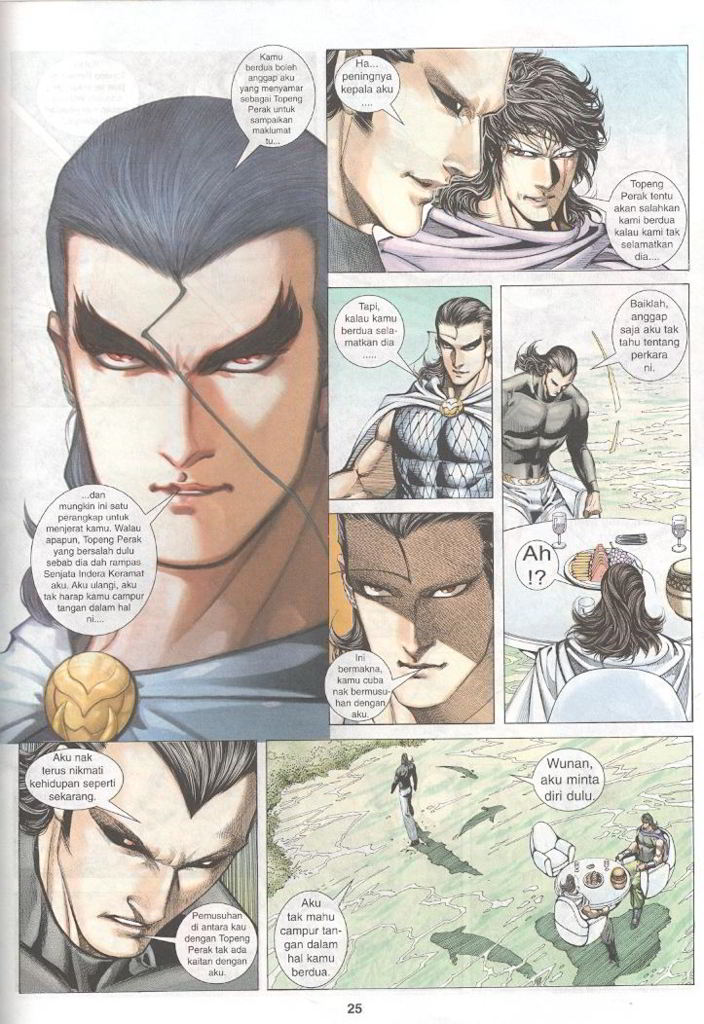 Kamu
berdua boleh
anggap aku
yang menyamar
sebagai Topeng
Perak untuk
sampaikan
maklumat
tu...
...dan
mungkin ini satu
perangkap untuk
menjerat kamu. Walau
apapun, Topeng Perak
yang bersalah dulu
sebab dia dah rampas
Senjata Indera Keramat
aku. Aku ulangi, aku
tak harap kamu campur
tangan dalam hal
ni....
Ha...
peningnya
kepala aku
....
Topeng
Perak tentu
akan salahkan
kami berdua
kalau kami tak
selamatkan
dia....
Tapi,
kalau kamu
berdua sela-
matkan dia
.....
Ini
bermakna,
kamu cuba
nak bermusu-
han dengan
aku.
Baiklah,
anggap
saja aku tak
tahu tentang
perkara
ni.
Ah
!?
Aku nak
terus nikmati
kehidupan seperti
sekarang.
Pemusuhan
di antara kau
dengan Topeng
Perak tak ada
kaitan dengan
aku.
Wunan,
aku minta
diri dulu.
Aku
tak mahu
campur tan-
gan dalam
hal kamu
berdua.
25